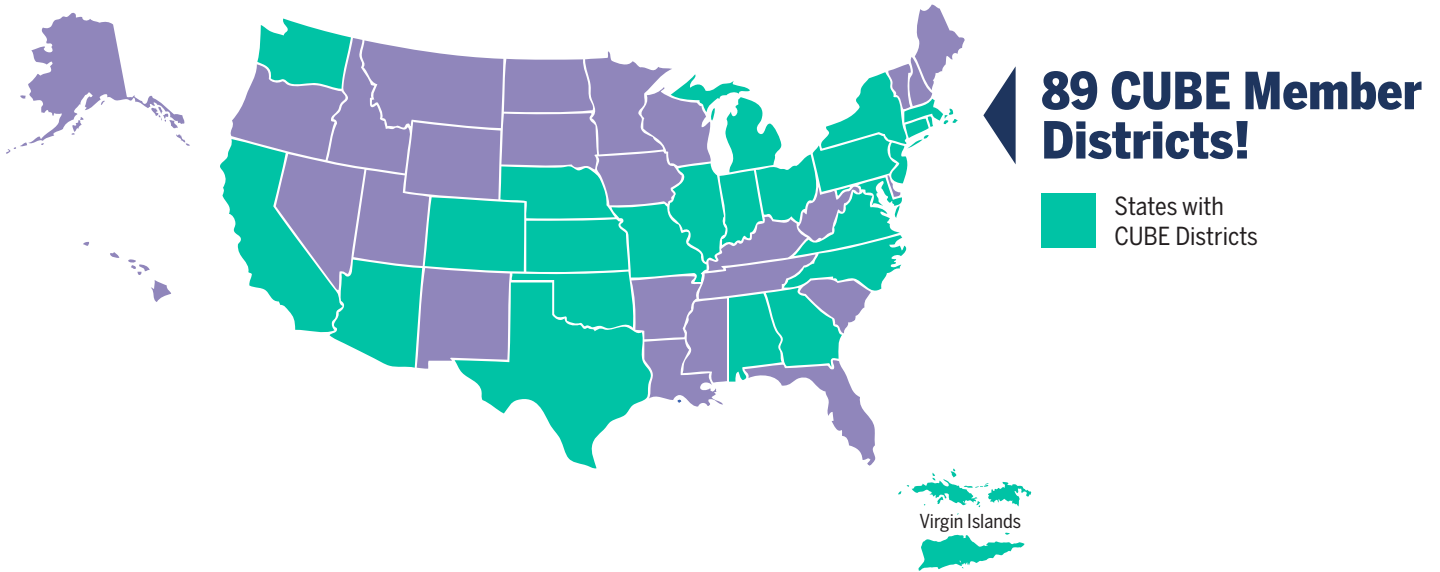 89 CUBE Member
Districts!
States with
CUBE Districts
Virgin Islands